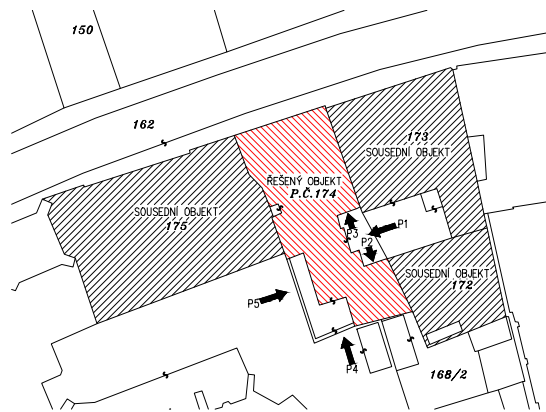 150
162
173
SOUSEDNÍ OBJEKT
ŘEŠENÝ OBJEKT
P.Č.174
SOUSEDNÍ OBJEKT
175
P1
P3
P2
SOUSEDNÍ OBJEKT
172
P5
P4
168/2